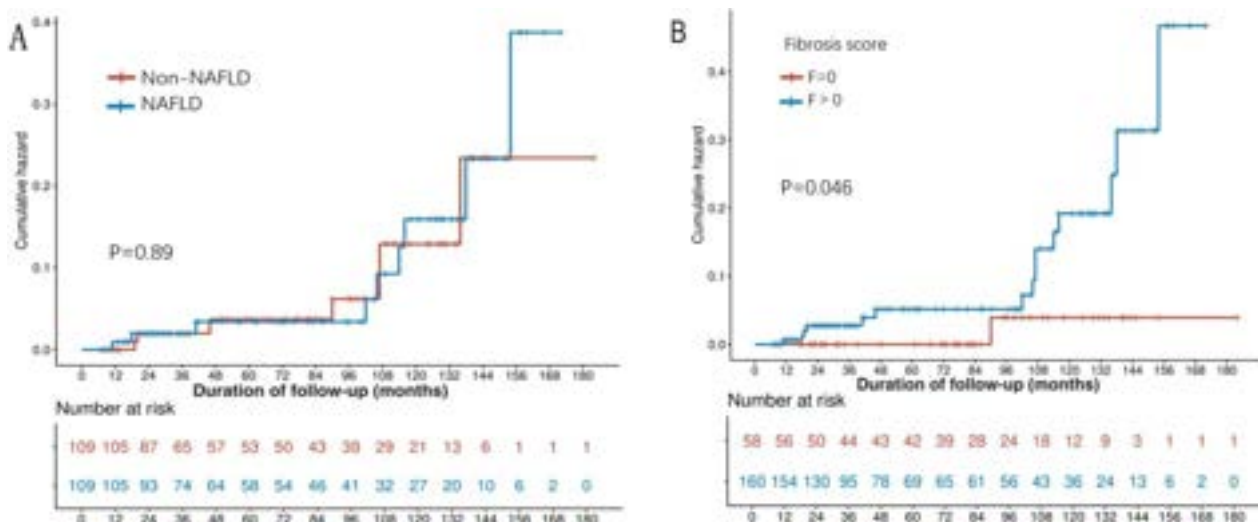 A
Cumulative hazard
0.4
0.3
0.2
0.1
0.0
Non-NAFLD
NAFLD
P=0.89
0 12 24 36 48 60 72 84 96 108 120 132 144 156 168 180
Duration of follow-up (months)
Number at risk
109 105 87 65 57 53 50 43 38 29 21 13 6 1 1 1
109 105 93 74 64 58 54 46 41 32 27 20 10 6 2 0
0 12 24 36 48 60 72 84 96 108 120 132 144 156 168 180
B
Cumulative hazard
0.4
0.3
0.2
0.1
0.0
Fibrosis score
F=0
F>0
P=0.046
0 12 24 36 48 60 72 84 96 108 120 132 144 156 168 180
Duration of follow-up (months)
Number at risk
58 56 50 44 43 42 39 28 24 18 12 9 3 1 1 1
160 154 130 95 78 69 65 61 56 43 36 24 13 6 2 0
0 12 24 36 48 60 72 84 96 108 120 132 144 156 168 180